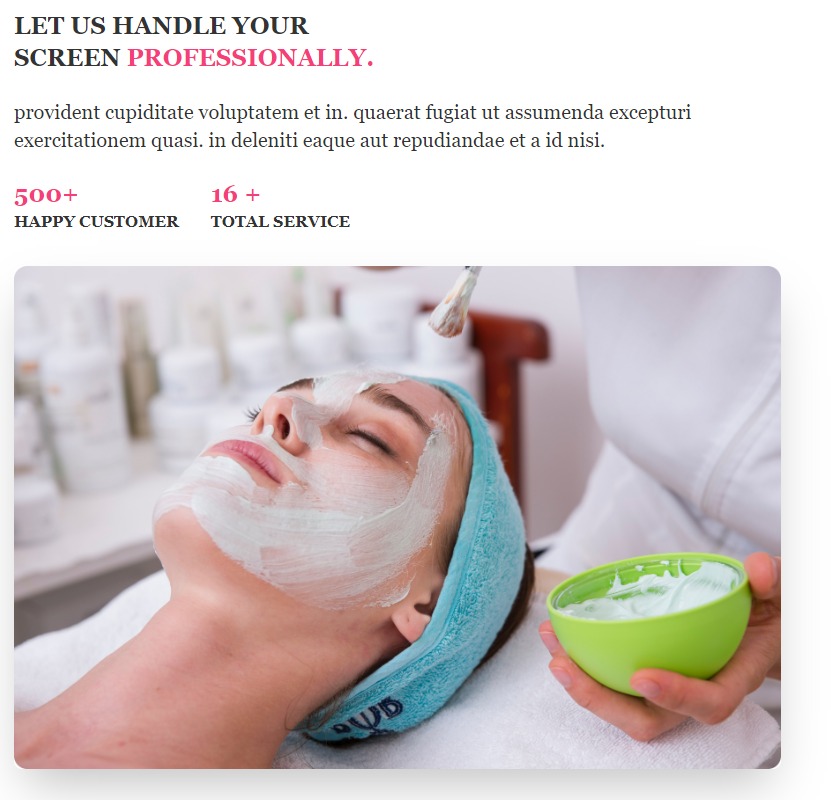 LET US HANDLE YOUR
SCREEN PROFESSIONALLY.
provident cupiditate voluptatem et in. quaerat fugiat ut assumenda excepturi
exercitationem quasi. in deleniti eaque aut repudiandae et a id nisi.
500+ 16 +
HAPPY CUSTOMER TOTAL SERVICE